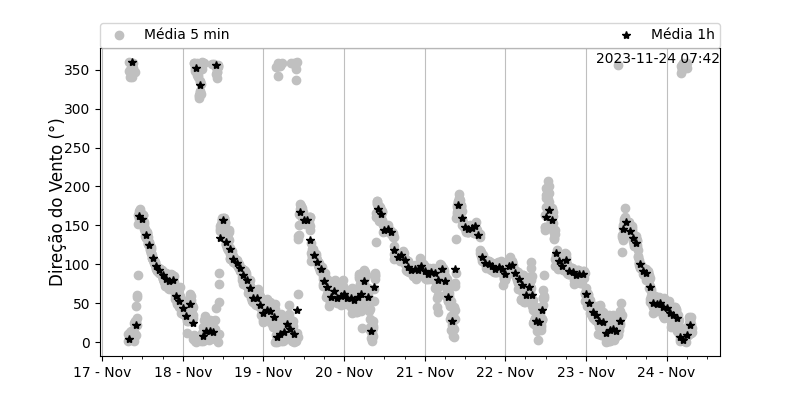 Média 5 min
Média 1h
2023-11-24 07:42
Direção do Vento (°)
350
300
250
200
150
100
50
0
17 - Nov
18 - Nov
19 - Nov
20 - Nov
21 - Nov
22 - Nov
23 - Nov
24 - Nov